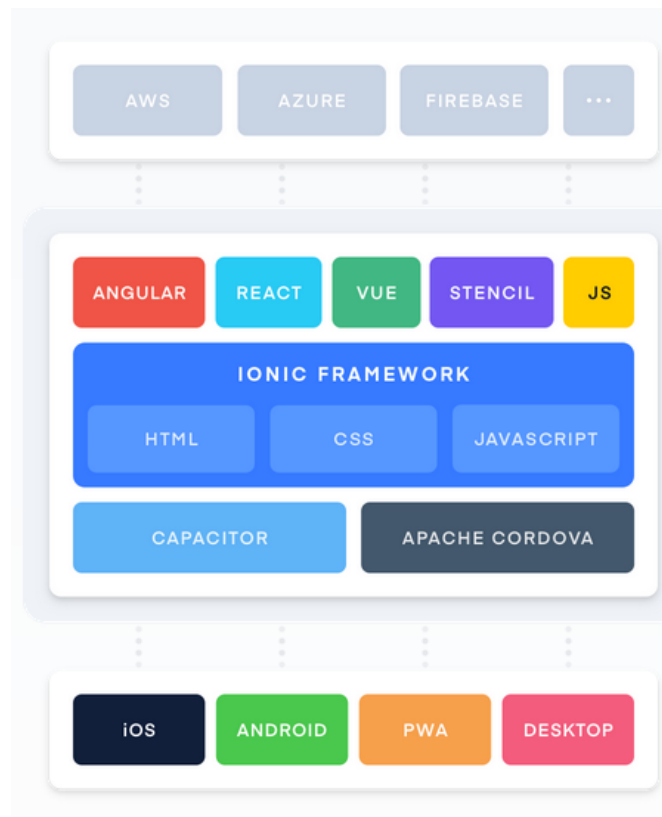 AWS AZURE FIREBASE ...
ANGULAR REACT VUE STENCIL JS
IONIC FRAMEWORK
HTML CSS JAVASCRIPT
CAPACITOR APACHE CORDOVA
iOS ANDROID PWA DESKTOP